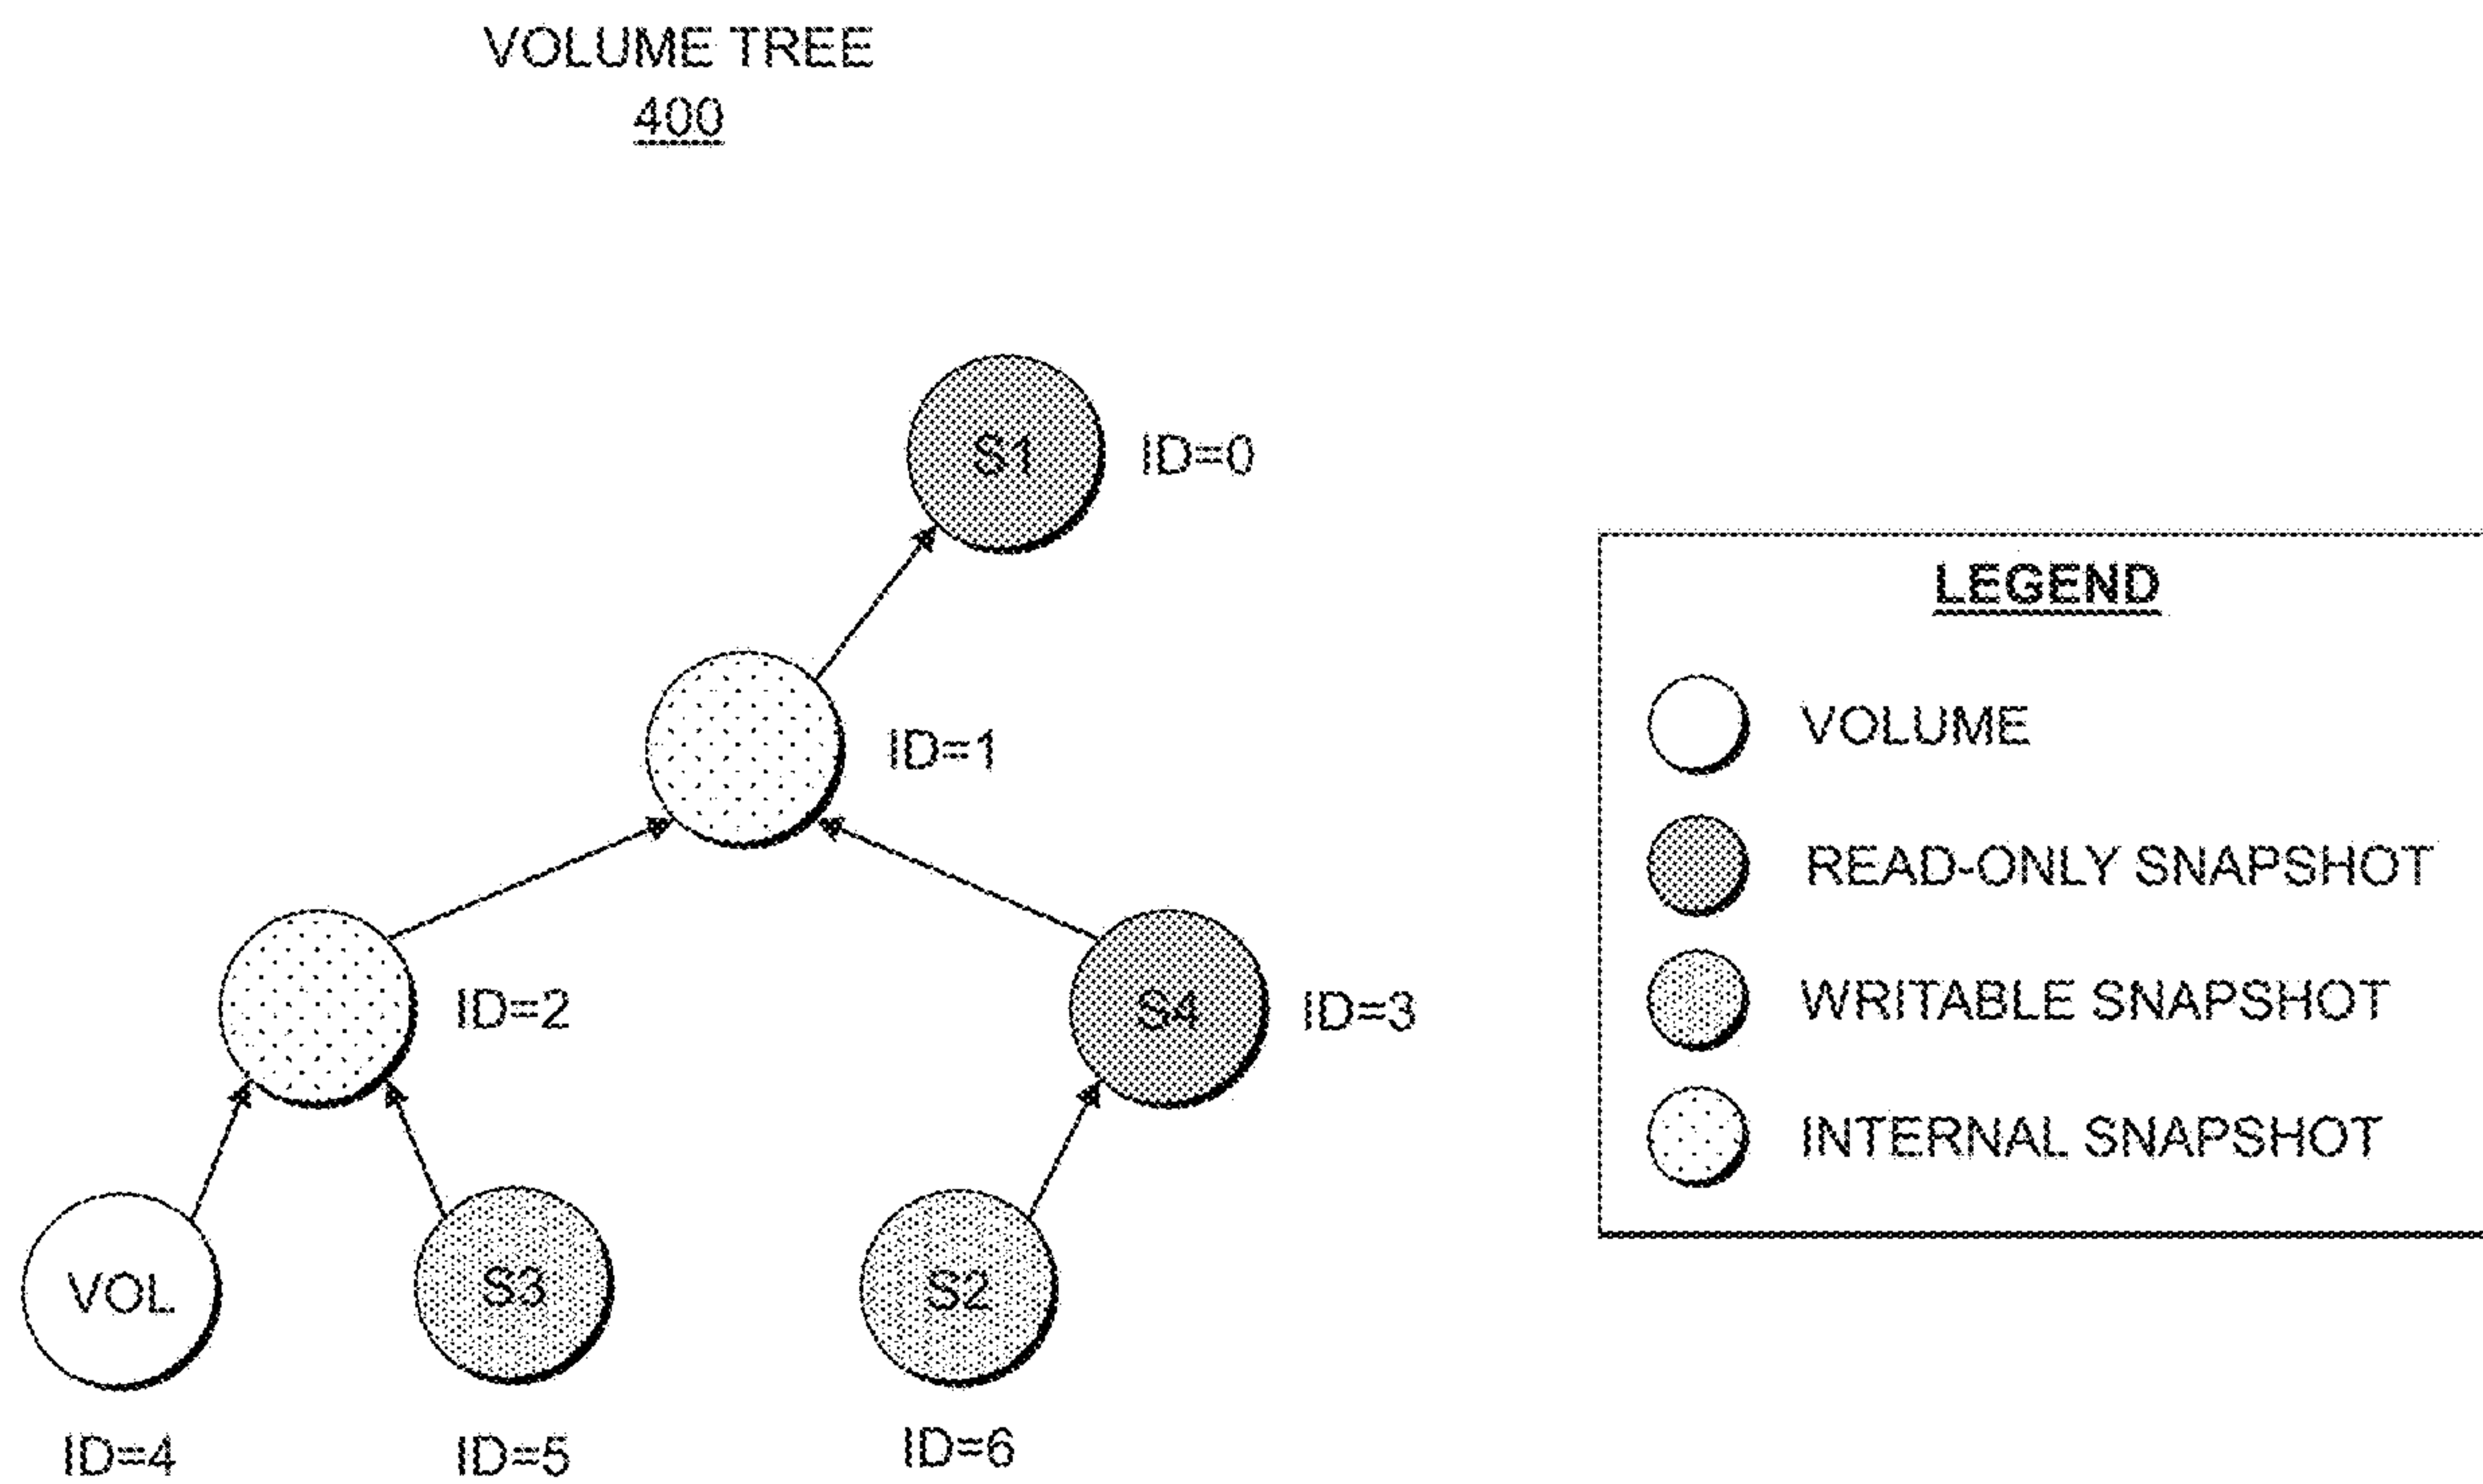 VOLUME TREE
400
S1
ID=0
ID=1
ID=2
S4
ID=3
VOL
S3
S2
ID=4
ID=5
ID=6
LEGEND
VOLUME
READ-ONLY SNAPSHOT
WRITABLE SNAPSHOT
INTERNAL SNAPSHOT